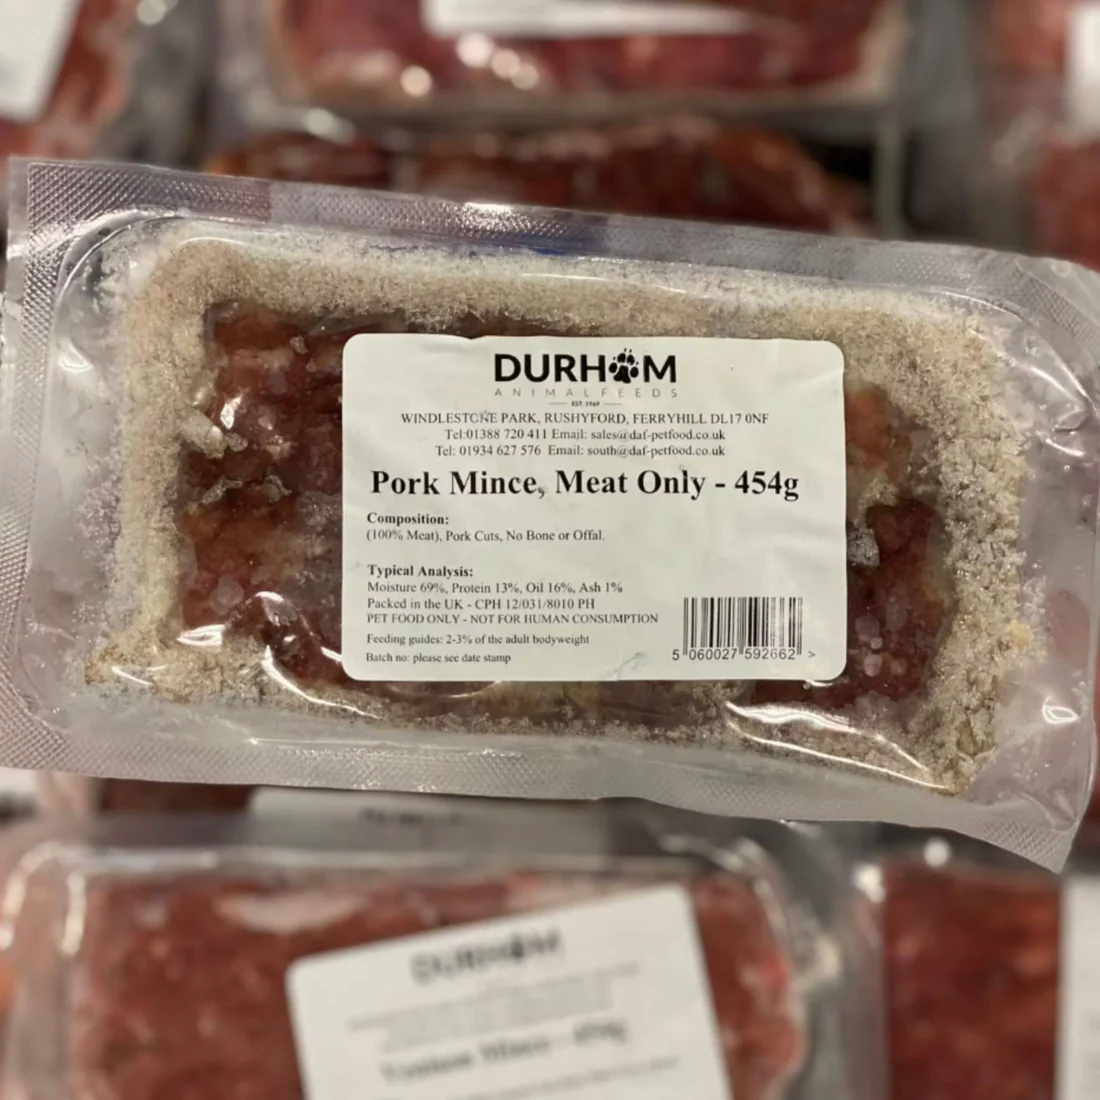 DURHAM
ANIMALFEEDS
EST. 1969
WINDLESTONE PARK, RUSHYFORD, FERRYHILL DL17 0NF
Tel:01388 720 411 Email: sales@daf-petfood.co.uk
Tel: 01934 627 576 Email: south@daf-petfood.co.uk
Pork Mince, Meat Only - 454g
Composition:
(100% Meat), Pork Cuts, No Bone or Offal.
Typical Analysis:
Moisture 69%, Protein 13%, Oil 16%, Ash 1%
Packed in the UK - CPH 12/031/8010 PH
PET FOOD ONLY - NOT FOR HUMAN CONSUMPTION
Feeding guides: 2-3% of the adult bodyweight
Batch no: please see date stamp
5 060027 592662 >
DURHAM
Mince - 454g